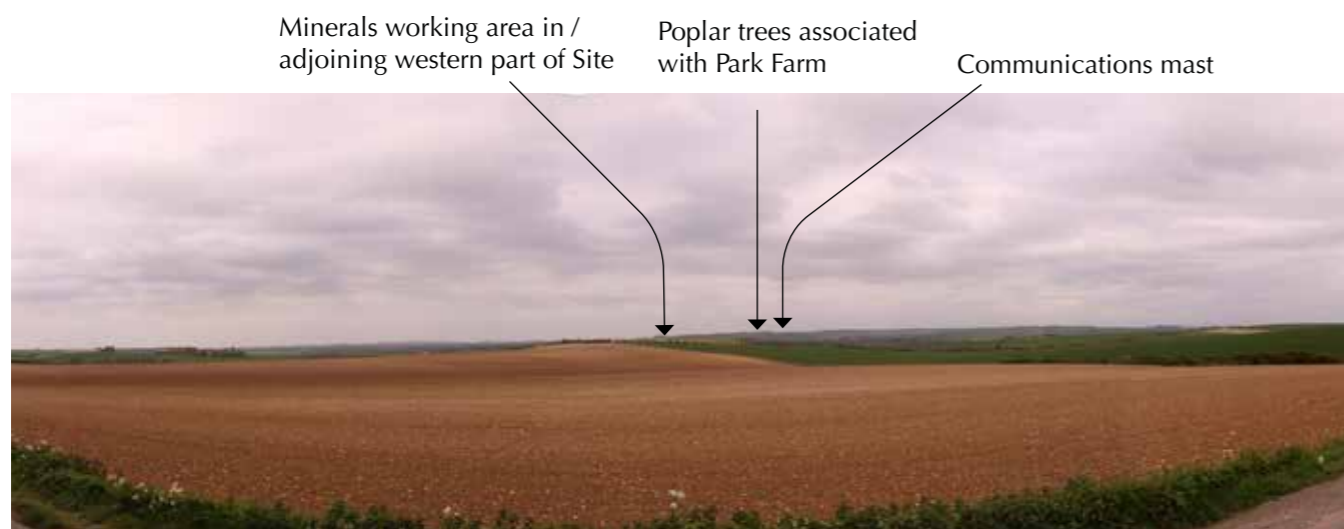 Minerals working area in /
adjoining western part of Site
Poplar trees associated
with Park Farm
Communications mast